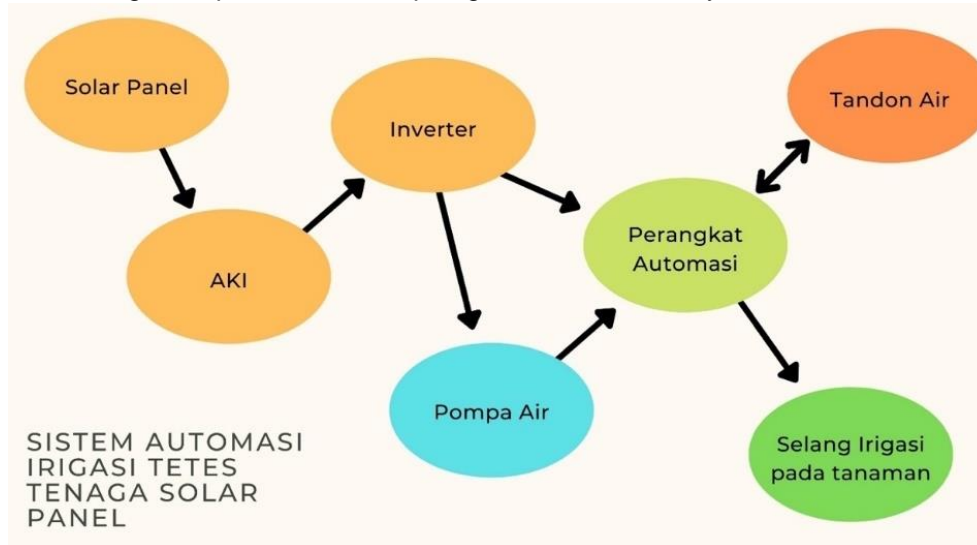 Solar Panel
Inverter
Tandon Air
AKI
Perangkat
Automasi
Pompa Air
Selang Irigasi
pada tanaman
SISTEM AUTOMASI
IRIGASI TETES
TENAGA SOLAR
PANEL